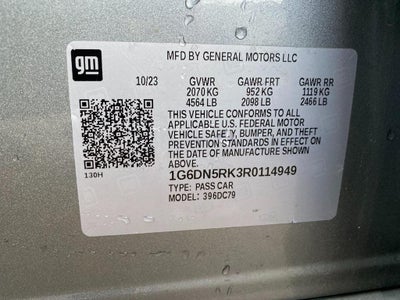 gm
MFD BY GENERAL MOTORS LLC
10/23 GVWR GAWR FRT GAWR RR
2070 KG 952 KG 1119 KG
4564 LB 2098 LB 2466 LB
THIS VEHICLE CONFORMS TO ALL
APPLICABLE U.S. FEDERAL MOTOR
VEHICLE SAFETY, BUMPER, AND THEFT
PREVENTION STANDARDS IN EFFECT ON
THE DATE OF MANUFACTURE SHOWN
ABOVE.
130H
1G6DN5RK3R0114949
TYPE: PASS CAR
MODEL: 396DC79